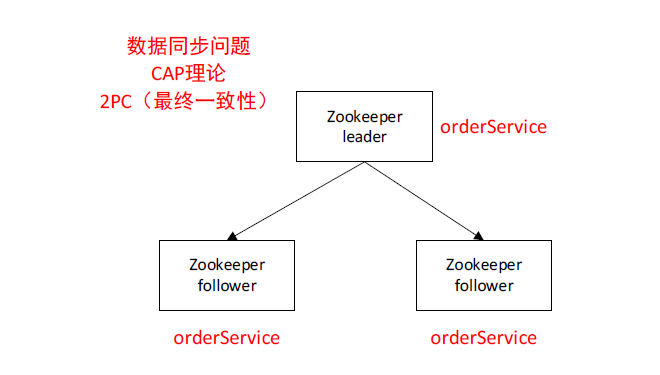 数据同步问题
CAP理论
2PC（最终一致性）
Zookeeper
leader
orderService
Zookeeper
follower
Zookeeper
follower
orderService
orderService